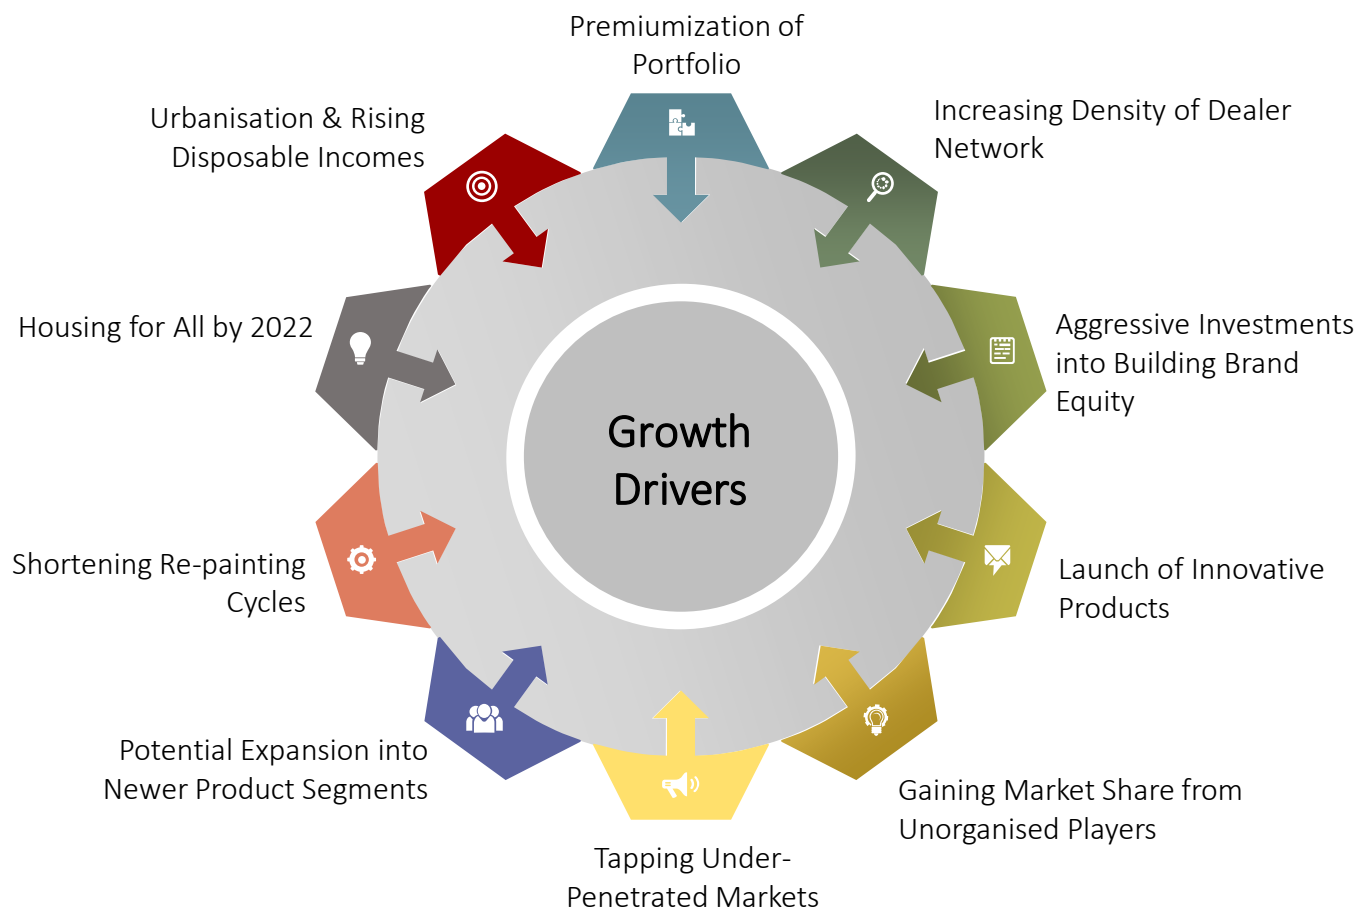 Premiumization of
Portfolio
Increasing Density of Dealer
Network
Aggressive Investments
into Building Brand
Equity
Launch of Innovative
Products
Gaining Market Share from
Unorganised Players
Tapping Under-
Penetrated Markets
Potential Expansion into
Newer Product Segments
Shortening Re-painting
Cycles
Housing for All by 2022
Urbanisation & Rising
Disposable Incomes
Growth
Drivers